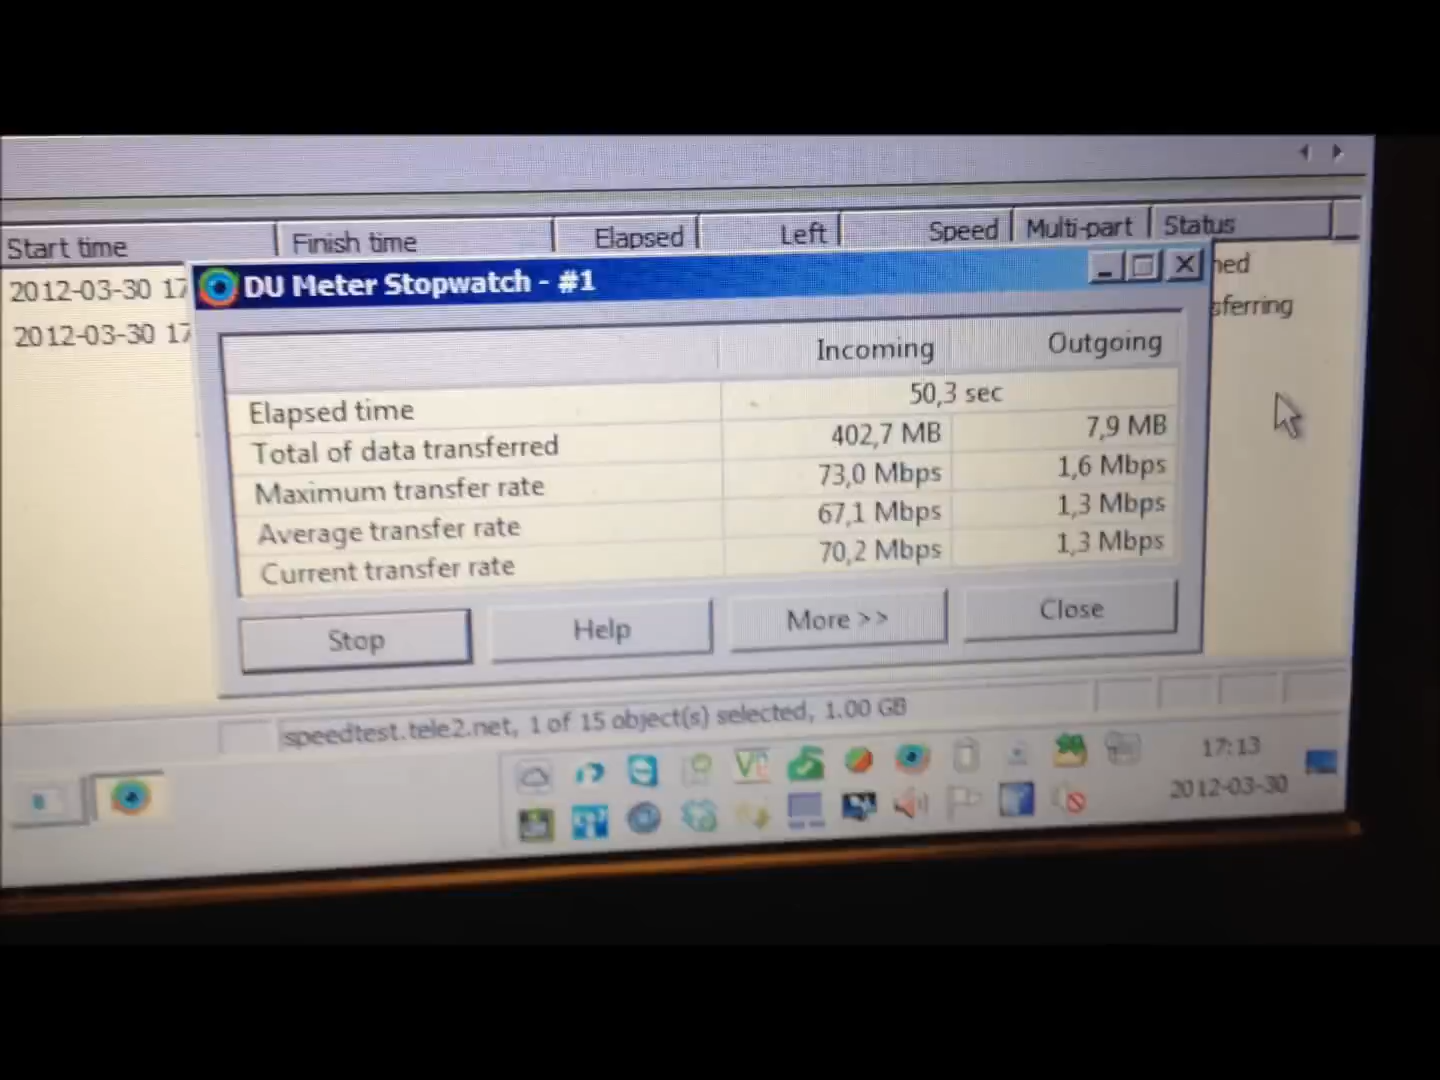 Start time Finish time Elapsed Left Speed Multi-part Status
2012-03-30 17
2012-03-30 17 sferring
DU Meter Stopwatch - #1
Incoming Outgoing
Elapsed time 50,3 sec
Total of data transferred 402,7 MB 7,9 MB
Maximum transfer rate 73,0 Mbps 1,6 Mbps
Average transfer rate 67,1 Mbps 1,3 Mbps
Current transfer rate 70,2 Mbps 1,3 Mbps
Stop Help More >> Close
speedtest.tele2.net, 1 of 15 object(s) selected, 1.00 GB
17:13
2012-03-30